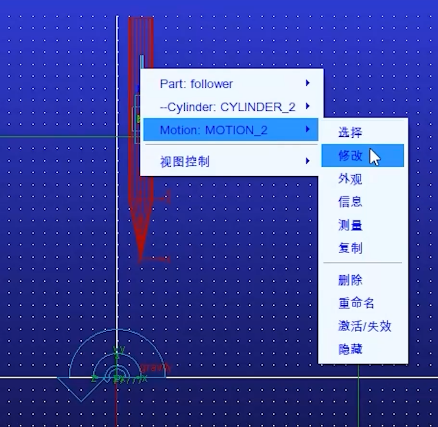 Part: follower
--Cylinder: CYLINDER_2
Motion: MOTION_2
视图控制
选择
修改
外观
信息
测量
复制
删除
重命名
激活/失效
隐藏
gravity